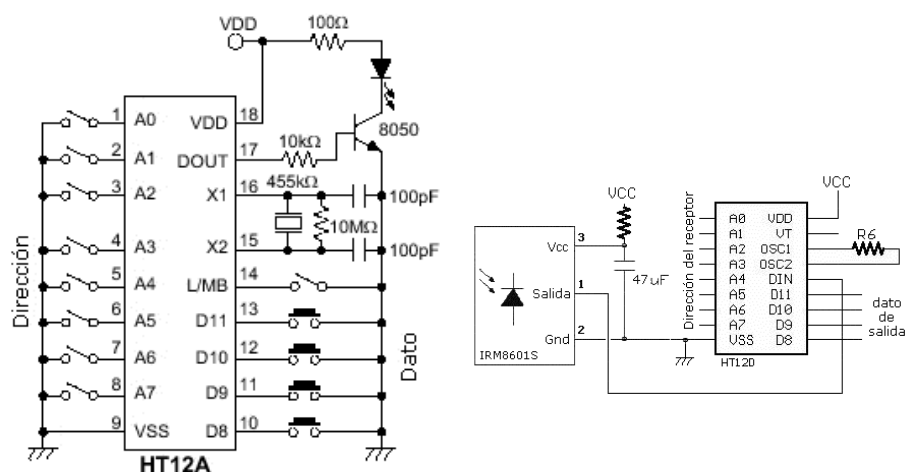 VDD
100Ω
8050
10kΩ
455kΩ
10MΩ
100pF
100pF
Dirección
Dato
1 A0 VDD 18
2 A1 DOUT 17
3 A2 X1 16
4 A3 X2 15
5 A4 L/MB 14
6 A5 D11 13
7 A6 D10 12
8 A7 D9 11
9 VSS D8 10
HT12A
VCC
3
Vcc
47uF
Salida
1
Gnd
2
IRM8601S
VCC
R6
Dirección del receptor
A0 VDD
A1 VT
A2 OSC1
A3 OSC2
A4 DIN
A5 D11
A6 D10
A7 D9
VSS D8
HT12D
dato
de
salida